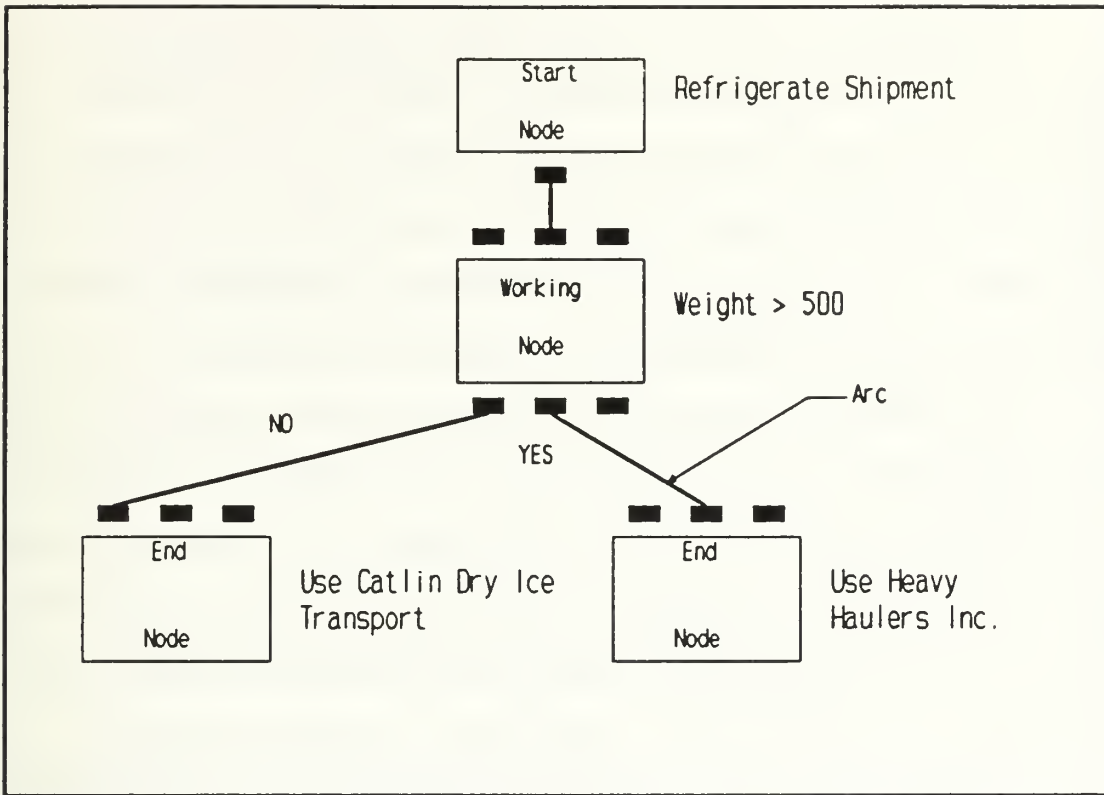 Start
Node
Refrigerate Shipment
Working
Node
Weight > 500
NO
YES
Arc
End
Node
Use Catlin Dry Ice
Transport
End
Node
Use Heavy
Haulers Inc.